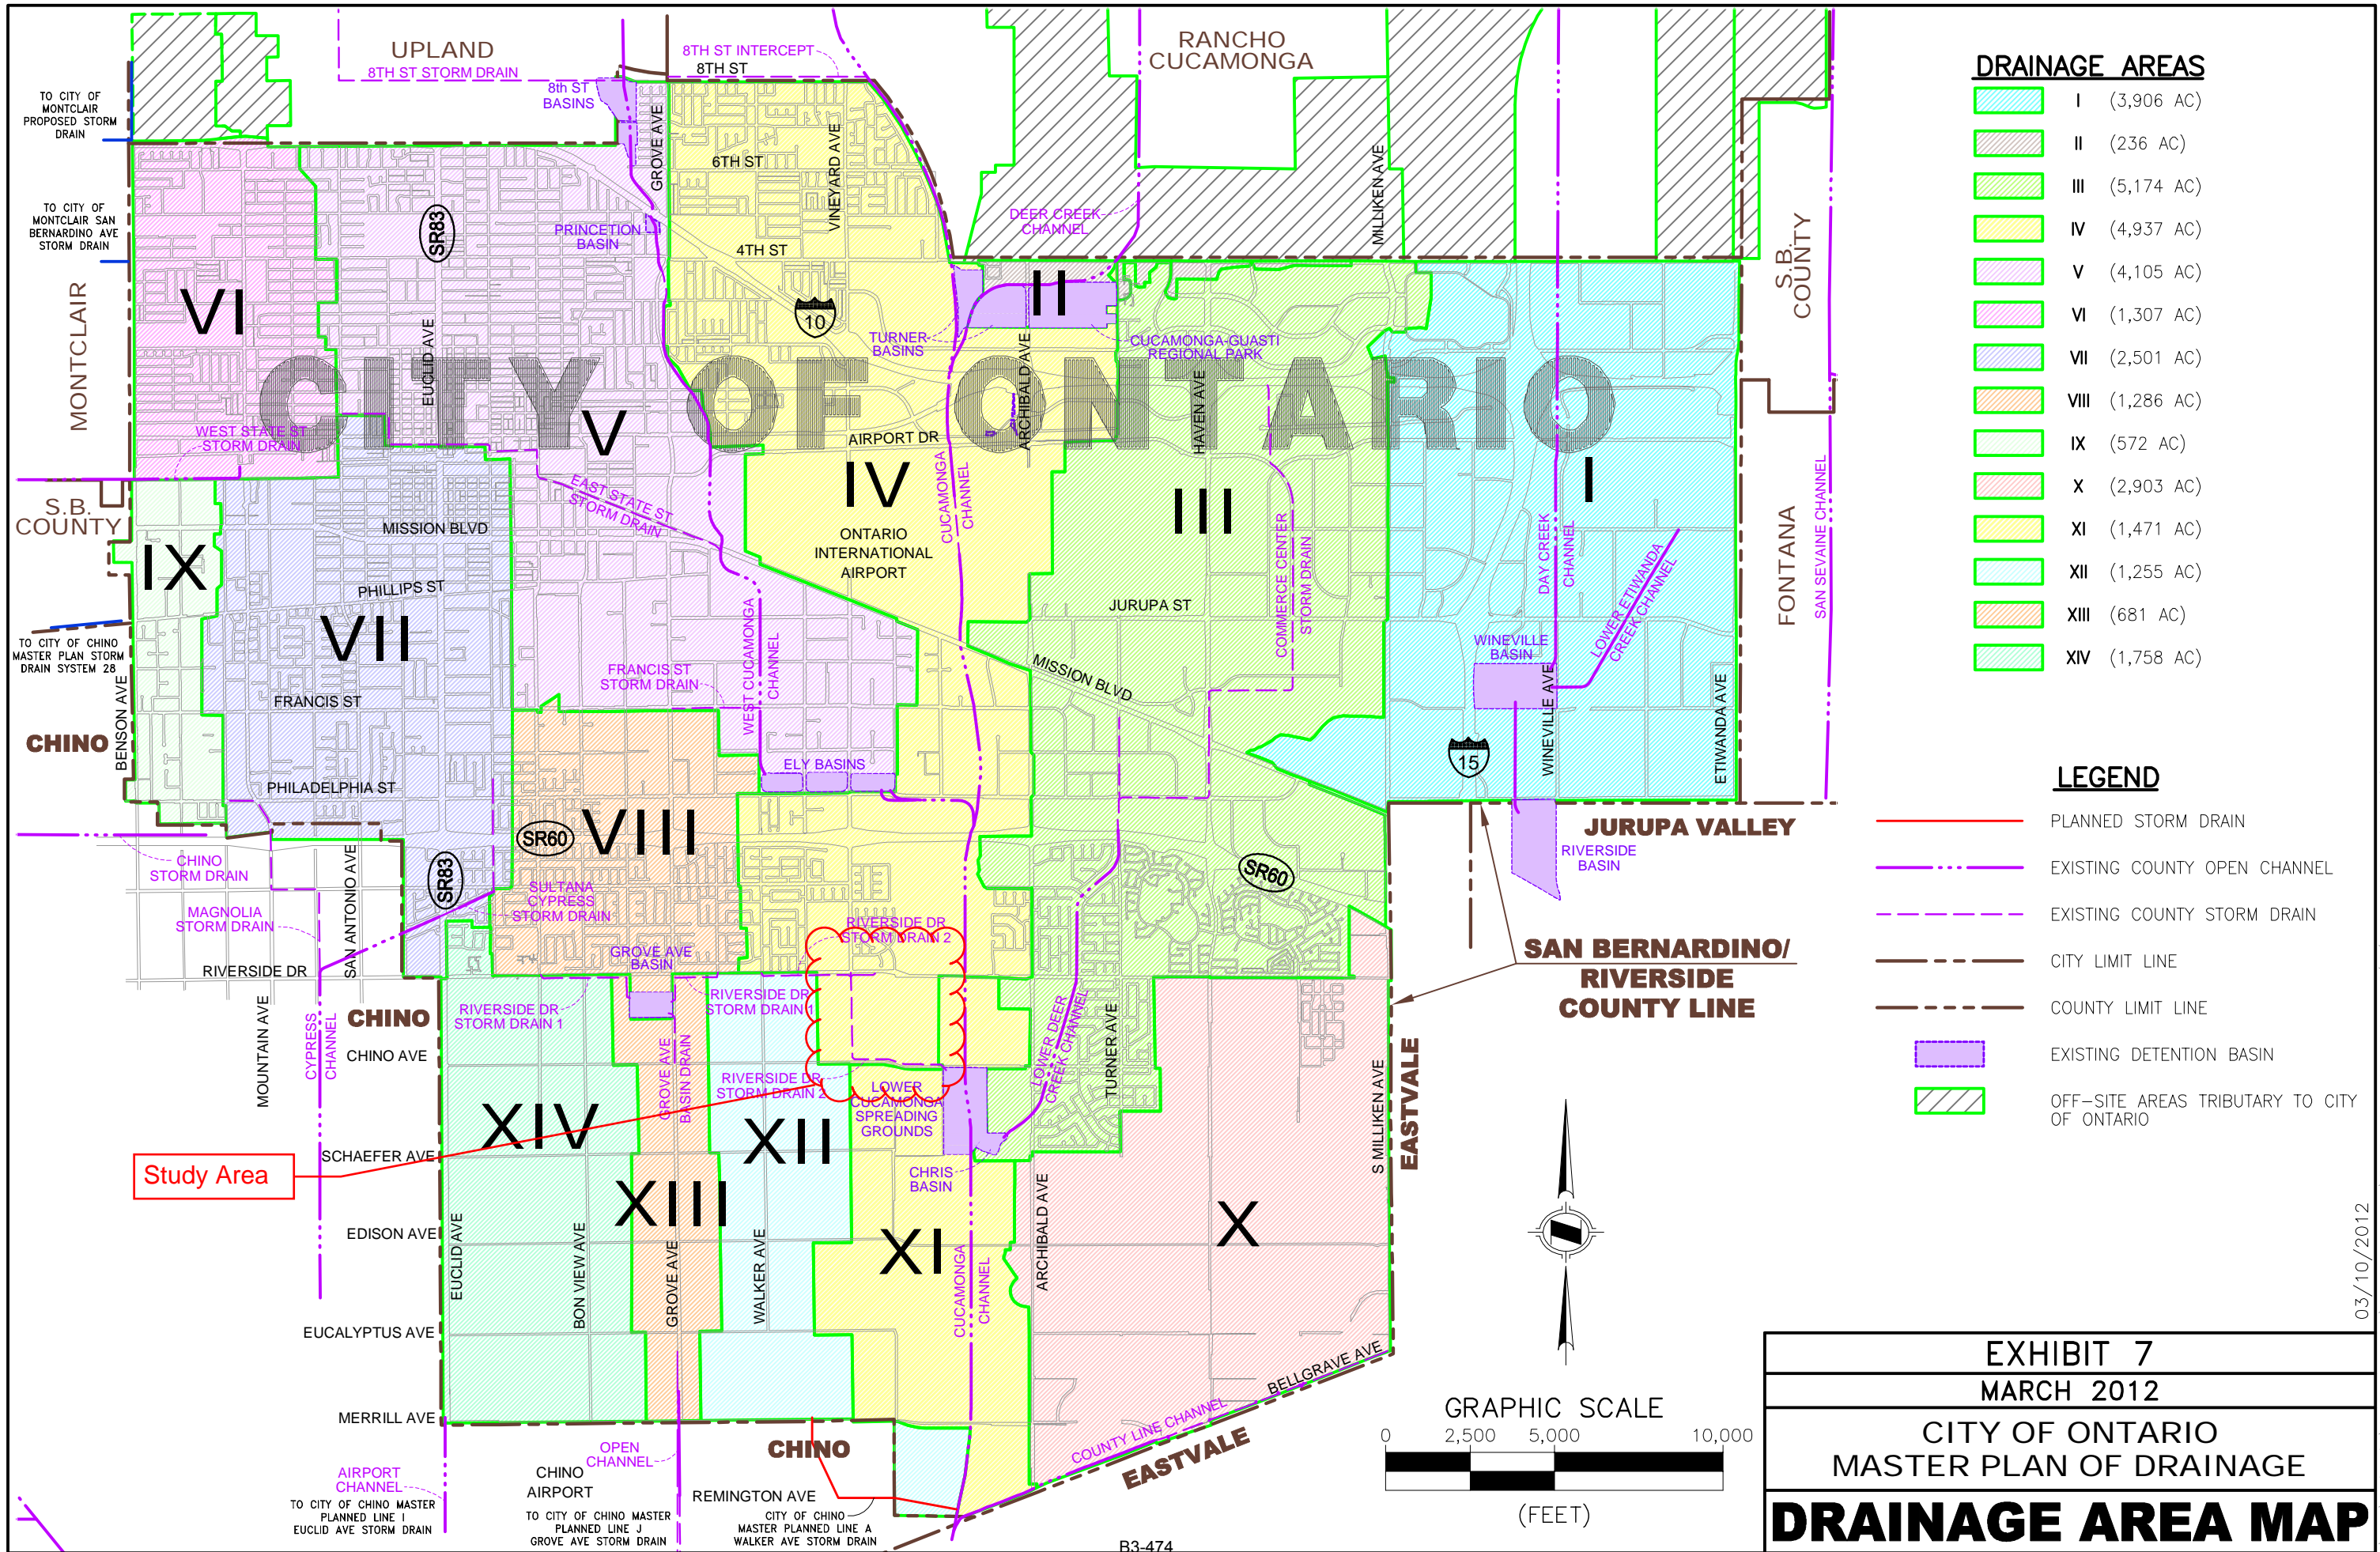 UPLAND
8TH ST STORM DRAIN
8TH ST INTERCEPT
8TH ST
RANCHO
CUCAMONGA
8th ST
BASINS
TO CITY OF
MONTCLAIR
PROPOSED STORM
DRAIN
GROVE AVE
VINEYARD AVE
6TH ST
4TH ST
MILLIKEN AVE
DEER CREEK
CHANNEL
TO CITY OF
MONTCLAIR SAN
BERNARDINO AVE
STORM DRAIN
SR83
PRINCETION
BASIN
S.B.
COUNTY
MONTCLAIR
VI
EUCLID AVE
10
II
TURNER
BASINS
ARCHIBALD AVE
CUCAMONGA-GUASTI
REGIONAL PARK
CITY OF ONTARIO
V
WEST STATE ST
STORM DRAIN
AIRPORT DR
HAVEN AVE
IV
CUCAMONGA
CHANNEL
III
I
S.B.
COUNTY
EAST STATE ST
STORM DRAIN
MISSION BLVD
ONTARIO
INTERNATIONAL
AIRPORT
COMMERCE CENTER
STORM DRAIN
DAY CREEK
CHANNEL
LOWER ETIWANDA
CREEK CHANNEL
FONTANA
SAN SEVAINE CHANNEL
IX
PHILLIPS ST
VII
JURUPA ST
WEST CUCAMONGA
CHANNEL
TO CITY OF CHINO
MASTER PLAN STORM
DRAIN SYSTEM 28
BENSON AVE
FRANCIS ST
FRANCIS ST
STORM DRAIN
MISSION BLVD
WINEVILLE
BASIN
WINEVILLE AVE
ETIWANDA AVE
CHINO
15
PHILADELPHIA ST
ELY BASINS
SR60
VIII
JURUPA VALLEY
RIVERSIDE
BASIN
CHINO
STORM DRAIN
SAN ANTONIO AVE
SR83
SULTANA
CYPRESS
STORM DRAIN
SR60
MAGNOLIA
STORM DRAIN
RIVERSIDE DR
STORM DRAIN 2
GROVE AVE
BASIN
RIVERSIDE DR
SAN BERNARDINO/
RIVERSIDE
COUNTY LINE
MOUNTAIN AVE
CYPRESS
CHANNEL
CHINO
RIVERSIDE DR
STORM DRAIN 1
RIVERSIDE DR
STORM DRAIN 1
CHINO AVE
GROVE AVE
BASIN DRAIN
RIVERSIDE DR
STORM DRAIN 2
LOWER
CUCAMONGA
SPREADING
GROUNDS
LOWER DEER
CREEK CHANNEL
TURNER AVE
S MILLIKEN AVE
EASTVALE
XIV
XII
SCHAEFER AVE
Study Area
CHRIS
BASIN
XIII
X
XI
EDISON AVE
EUCLID AVE
BON VIEW AVE
GROVE AVE
WALKER AVE
CUCAMONGA
CHANNEL
ARCHIBALD AVE
EUCALYPTUS AVE
BELLGRAVE AVE
MERRILL AVE
COUNTY LINE CHANNEL
EASTVALE
CHINO
OPEN
CHANNEL
AIRPORT
CHANNEL
CHINO
AIRPORT
REMINGTON AVE
TO CITY OF CHINO MASTER
PLANNED LINE I
EUCLID AVE STORM DRAIN
TO CITY OF CHINO MASTER
PLANNED LINE J
GROVE AVE STORM DRAIN
CITY OF CHINO
MASTER PLANNED LINE A
WALKER AVE STORM DRAIN
B3-474
DRAINAGE AREAS
I (3,906 AC)
II (236 AC)
III (5,174 AC)
IV (4,937 AC)
V (4,105 AC)
VI (1,307 AC)
VII (2,501 AC)
VIII (1,286 AC)
IX (572 AC)
X (2,903 AC)
XI (1,471 AC)
XII (1,255 AC)
XIII (681 AC)
XIV (1,758 AC)
LEGEND
PLANNED STORM DRAIN
EXISTING COUNTY OPEN CHANNEL
EXISTING COUNTY STORM DRAIN
CITY LIMIT LINE
COUNTY LIMIT LINE
EXISTING DETENTION BASIN
OFF-SITE AREAS TRIBUTARY TO CITY
OF ONTARIO
GRAPHIC SCALE
0 2,500 5,000 10,000
(FEET)
03/10/2012
EXHIBIT 7
MARCH 2012
CITY OF ONTARIO
MASTER PLAN OF DRAINAGE
DRAINAGE AREA MAP